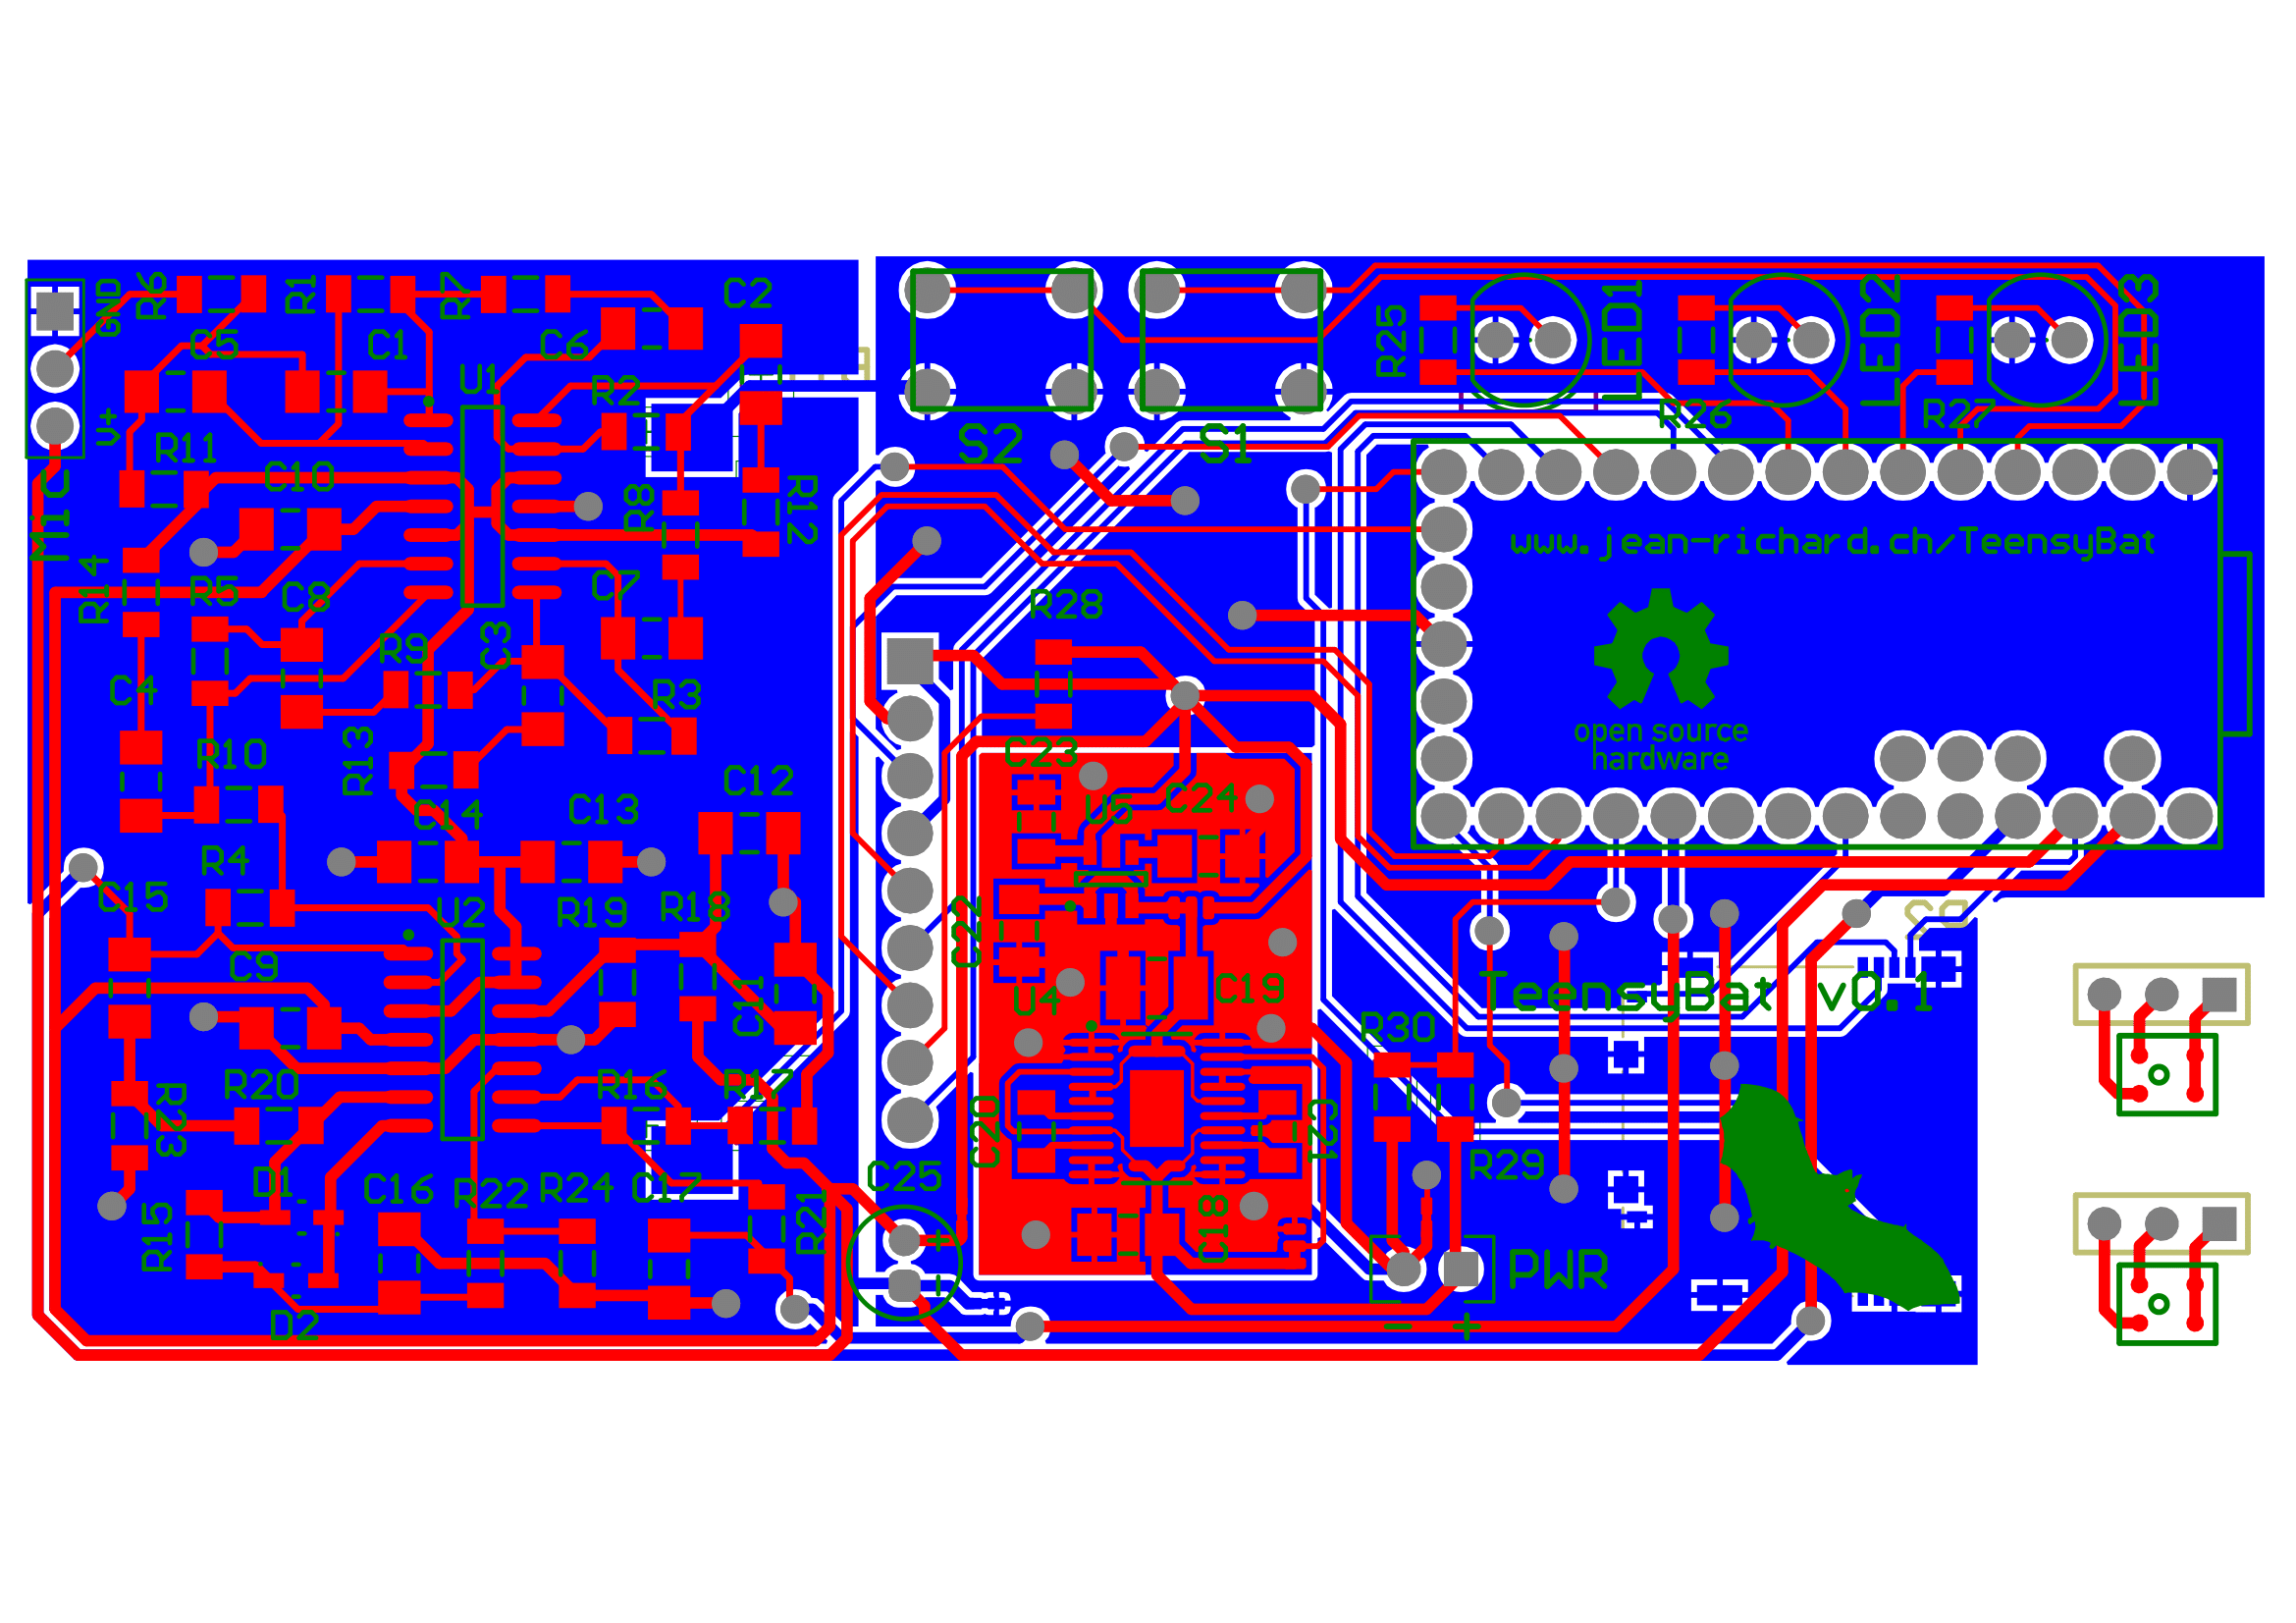 GND
R6
R1
R7
C2
C5
C1
C6
U1
R2
V+
MIC
R11
C10
R8
R12
R14
R5
C8
C7
C4
R9
C3
R3
R10
R13
C14
C13
C12
R4
C15
U2
R19
R18
C9
C11
R20
R23
R16
R17
D1
C16
R22
R24
C17
R21
R15
D2
S2
S1
R25
LED1
LED2
LED3
R26
R27
www.jean-richard.ch/TeensyBat
open source
hardware
R28
C23
U5
C24
C22
U4
C19
C20
C21
C18
C25
+
-
R30
R29
TeensyBat v0.1
PWR
- +